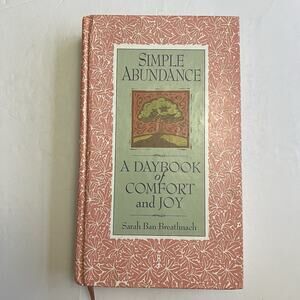 SIMPLE
ABUNDANCE
A DAYBOOK
of
COMFORT
and JOY
Sarah Ban Breathnach